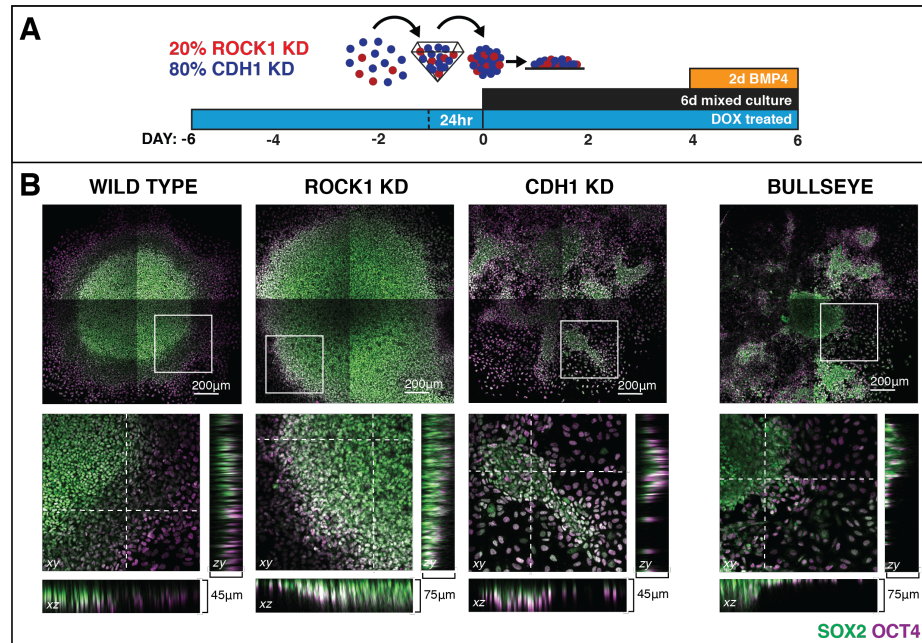 A
20% ROCK1 KD
80% CDH1 KD
2d BMP4
6d mixed culture
24hr
DOX treated
DAY: -6 -4 -2 0 2 4 6
B
WILD TYPE ROCK1 KD CDH1 KD BULLSEYE
200µm 200µm 200µm 200µm
xy zy xy zy xy zy xy zy
xz 45µm xz 75µm xz 45µm xz 75µm
SOX2 OCT4